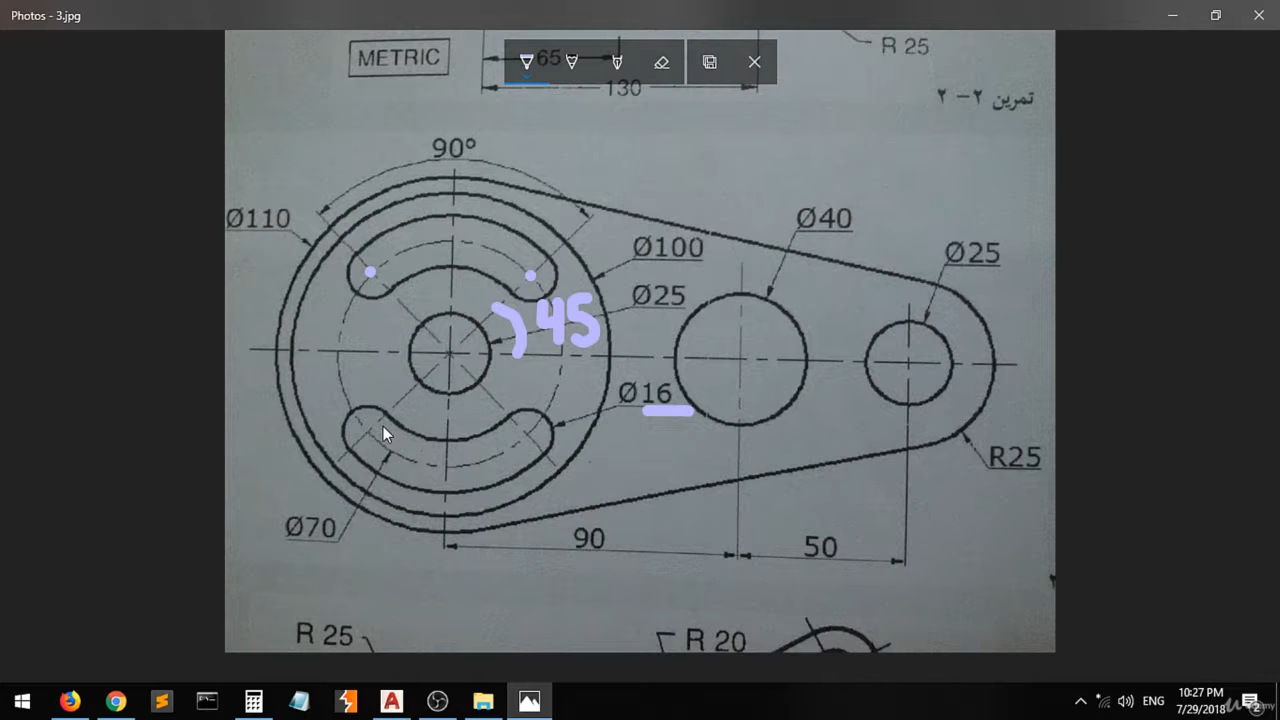 Photos - 3.jpg
METRIC
65
130
R 25
تمرین ۲ – ۲
90°
Ø110
Ø100
Ø40
Ø25
Ø25
45
Ø16
Ø70
R25
90
50
R 25
R 20
ENG
10:27 PM
7/29/2018
2